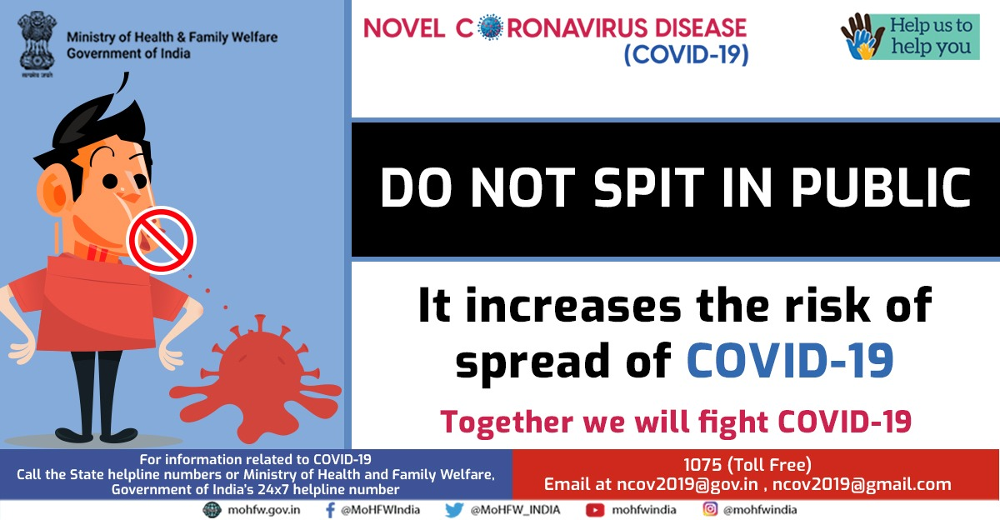 Ministry of Health & Family Welfare
Government of India
NOVEL CORONAVIRUS DISEASE
(COVID-19)
Help us to
help you
DO NOT SPIT IN PUBLIC
It increases the risk of
spread of COVID-19
Together we will fight COVID-19
For information related to COVID-19
Call the State helpline numbers or Ministry of Health and Family Welfare,
Government of India's 24x7 helpline number
1075 (Toll Free)
Email at ncov2019@gov.in , ncov2019@gmail.com
mohfw.gov.in @MoHFWIndia @MoHFW_INDIA mohfwindia @mohfwindia